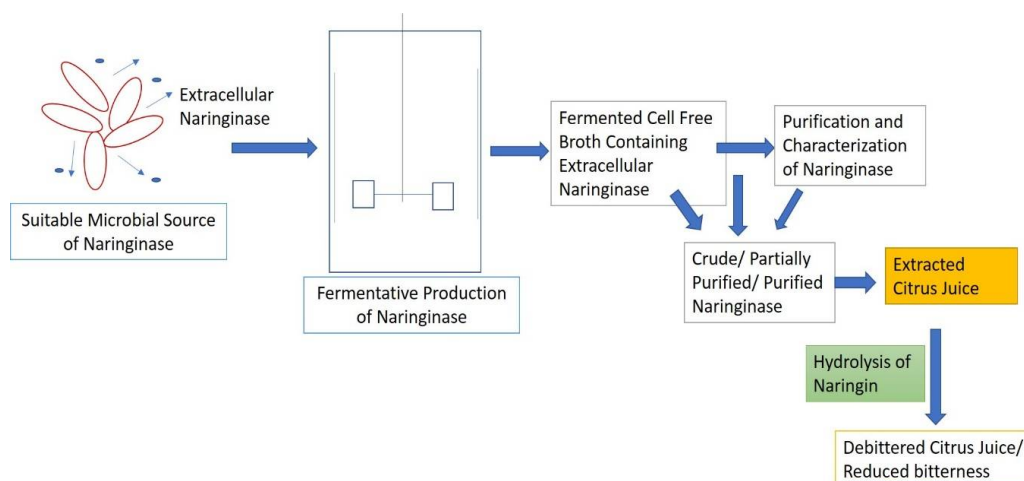 Extracellular
Naringinase
Suitable Microbial Source
of Naringinase
Fermentative Production
of Naringinase
Fermented Cell Free
Broth Containing
Extracellular
Naringinase
Purification and
Characterization
of Naringinase
Crude/ Partially
Purified/ Purified
Naringinase
Extracted
Citrus Juice
Hydrolysis of
Naringin
Debittered Citrus Juice/
Reduced bitterness